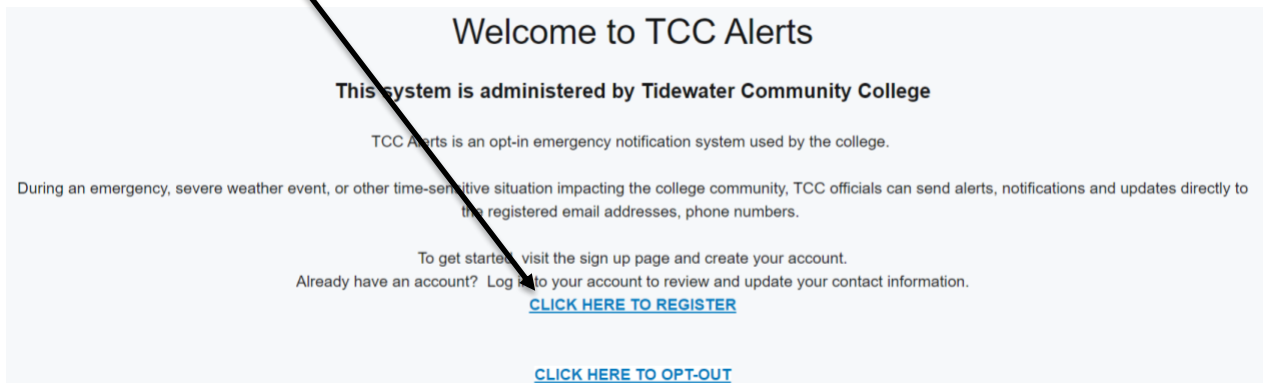 Welcome to TCC Alerts
This system is administered by Tidewater Community College
TCC Alerts is an opt-in emergency notification system used by the college.
During an emergency, severe weather event, or other time-sensitive situation impacting the college community, TCC officials can send alerts, notifications and updates directly to
the registered email addresses, phone numbers.
To get started, visit the sign up page and create your account.
Already have an account? Log into your account to review and update your contact information.
CLICK HERE TO REGISTER
CLICK HERE TO OPT-OUT